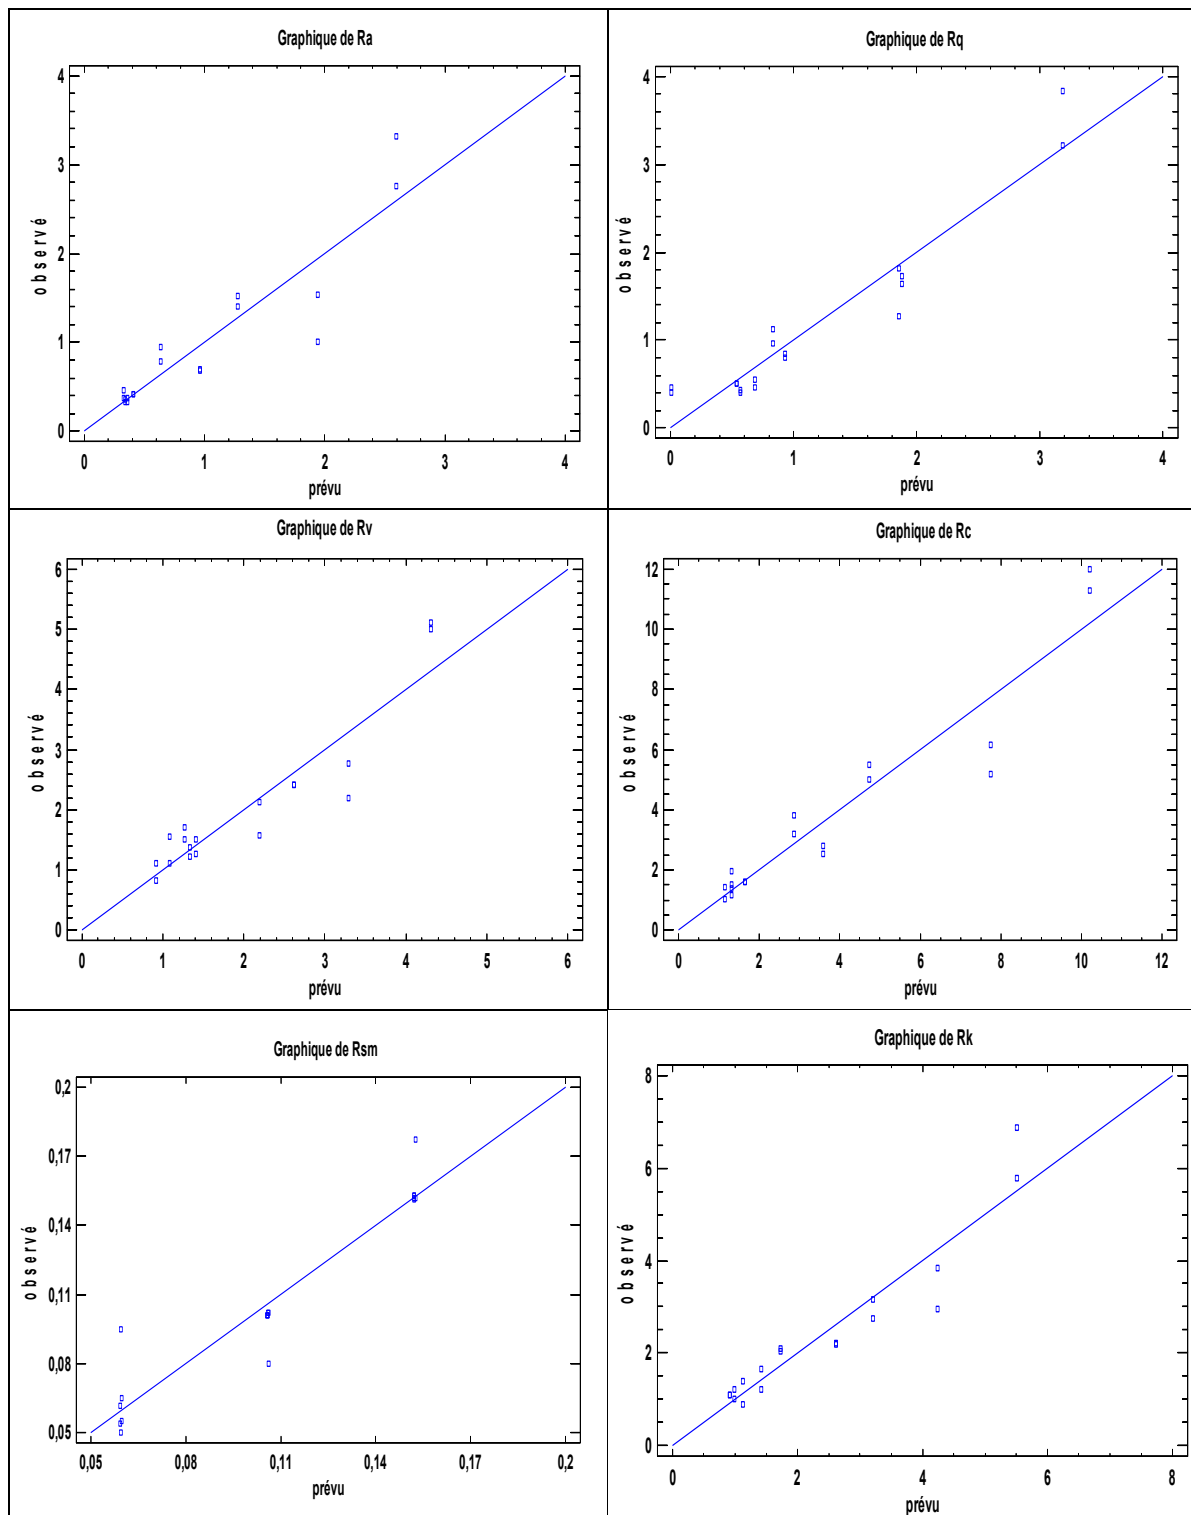 Graphique de Ra
4
3
2
1
0
observé
0 1 2 3 4
prévu
Graphique de Rq
4
3
2
1
0
observé
0 1 2 3 4
prévu
Graphique de Rv
6
5
4
3
2
1
0
observé
0 1 2 3 4 5 6
prévu
Graphique de Rc
12
10
8
6
4
2
0
observé
0 2 4 6 8 10 12
prévu
Graphique de Rsm
0,2
0,17
0,14
0,11
0,08
0,05
observé
0,05 0,08 0,11 0,14 0,17 0,2
prévu
Graphique de Rk
8
6
4
2
0
observé
0 2 4 6 8
prévu